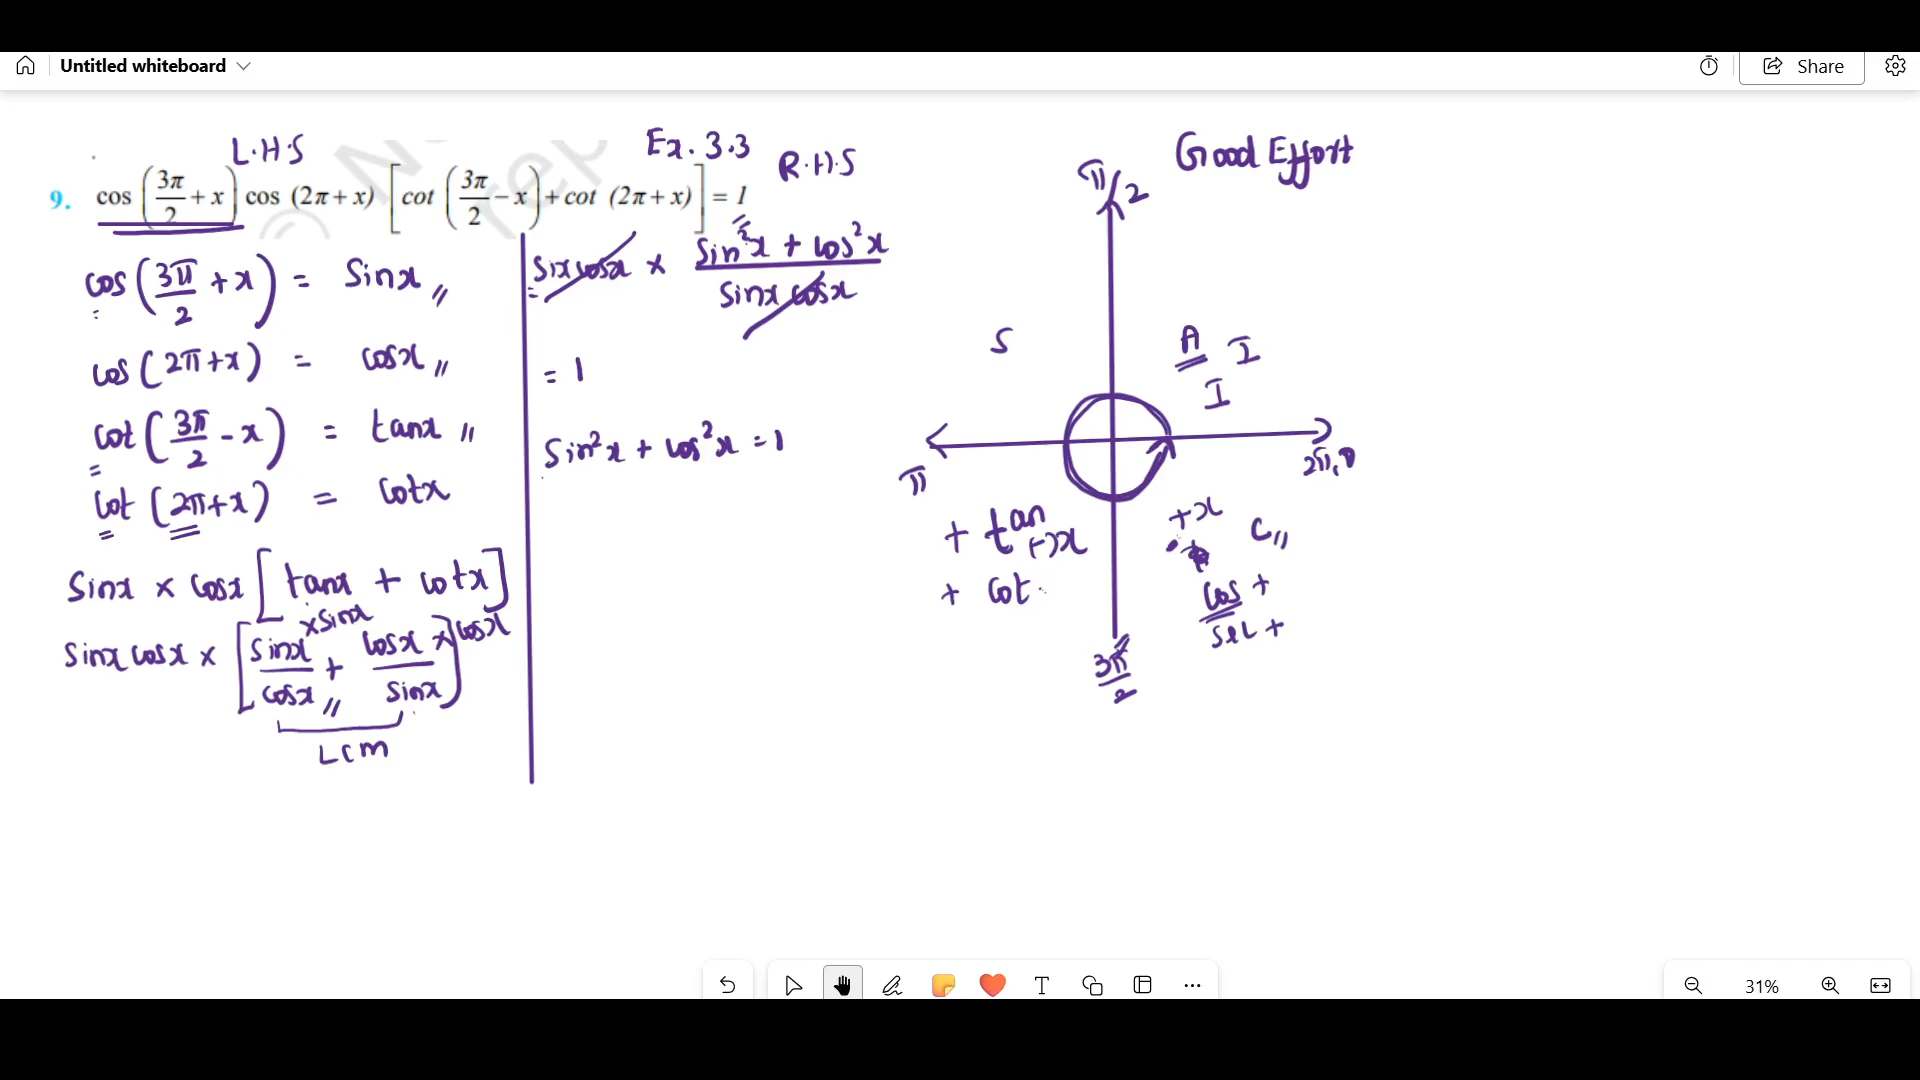 Untitled whiteboard
Share
L.H.S
Ex. 3.3
R.H.S
Good Effort
9. cos (3π/2 + x) cos (2π + x) [cot (3π/2 − x) + cot (2π + x)] = 1
cos (3π/2 + x) = Sinx
cos (2π + x) = cosx
cot (3π/2 - x) = tanx
Cot (2π + x) = Cotx
Sinx × Cosx [tanx + cotx]
Sinx cosx × [Sinx/cosx ×Sinx + Cosx/Sinx × Cosx]
LCM
= Sixcosx × Sin²x + Cos²x / Sinx cosx
= 1
Sin²x + cos²x = 1
π/2
S
A I
I
π
2π, 0
+ tan
(-)x
+ Cot
+x
C
Cos +
Sec +
3π/2
31%